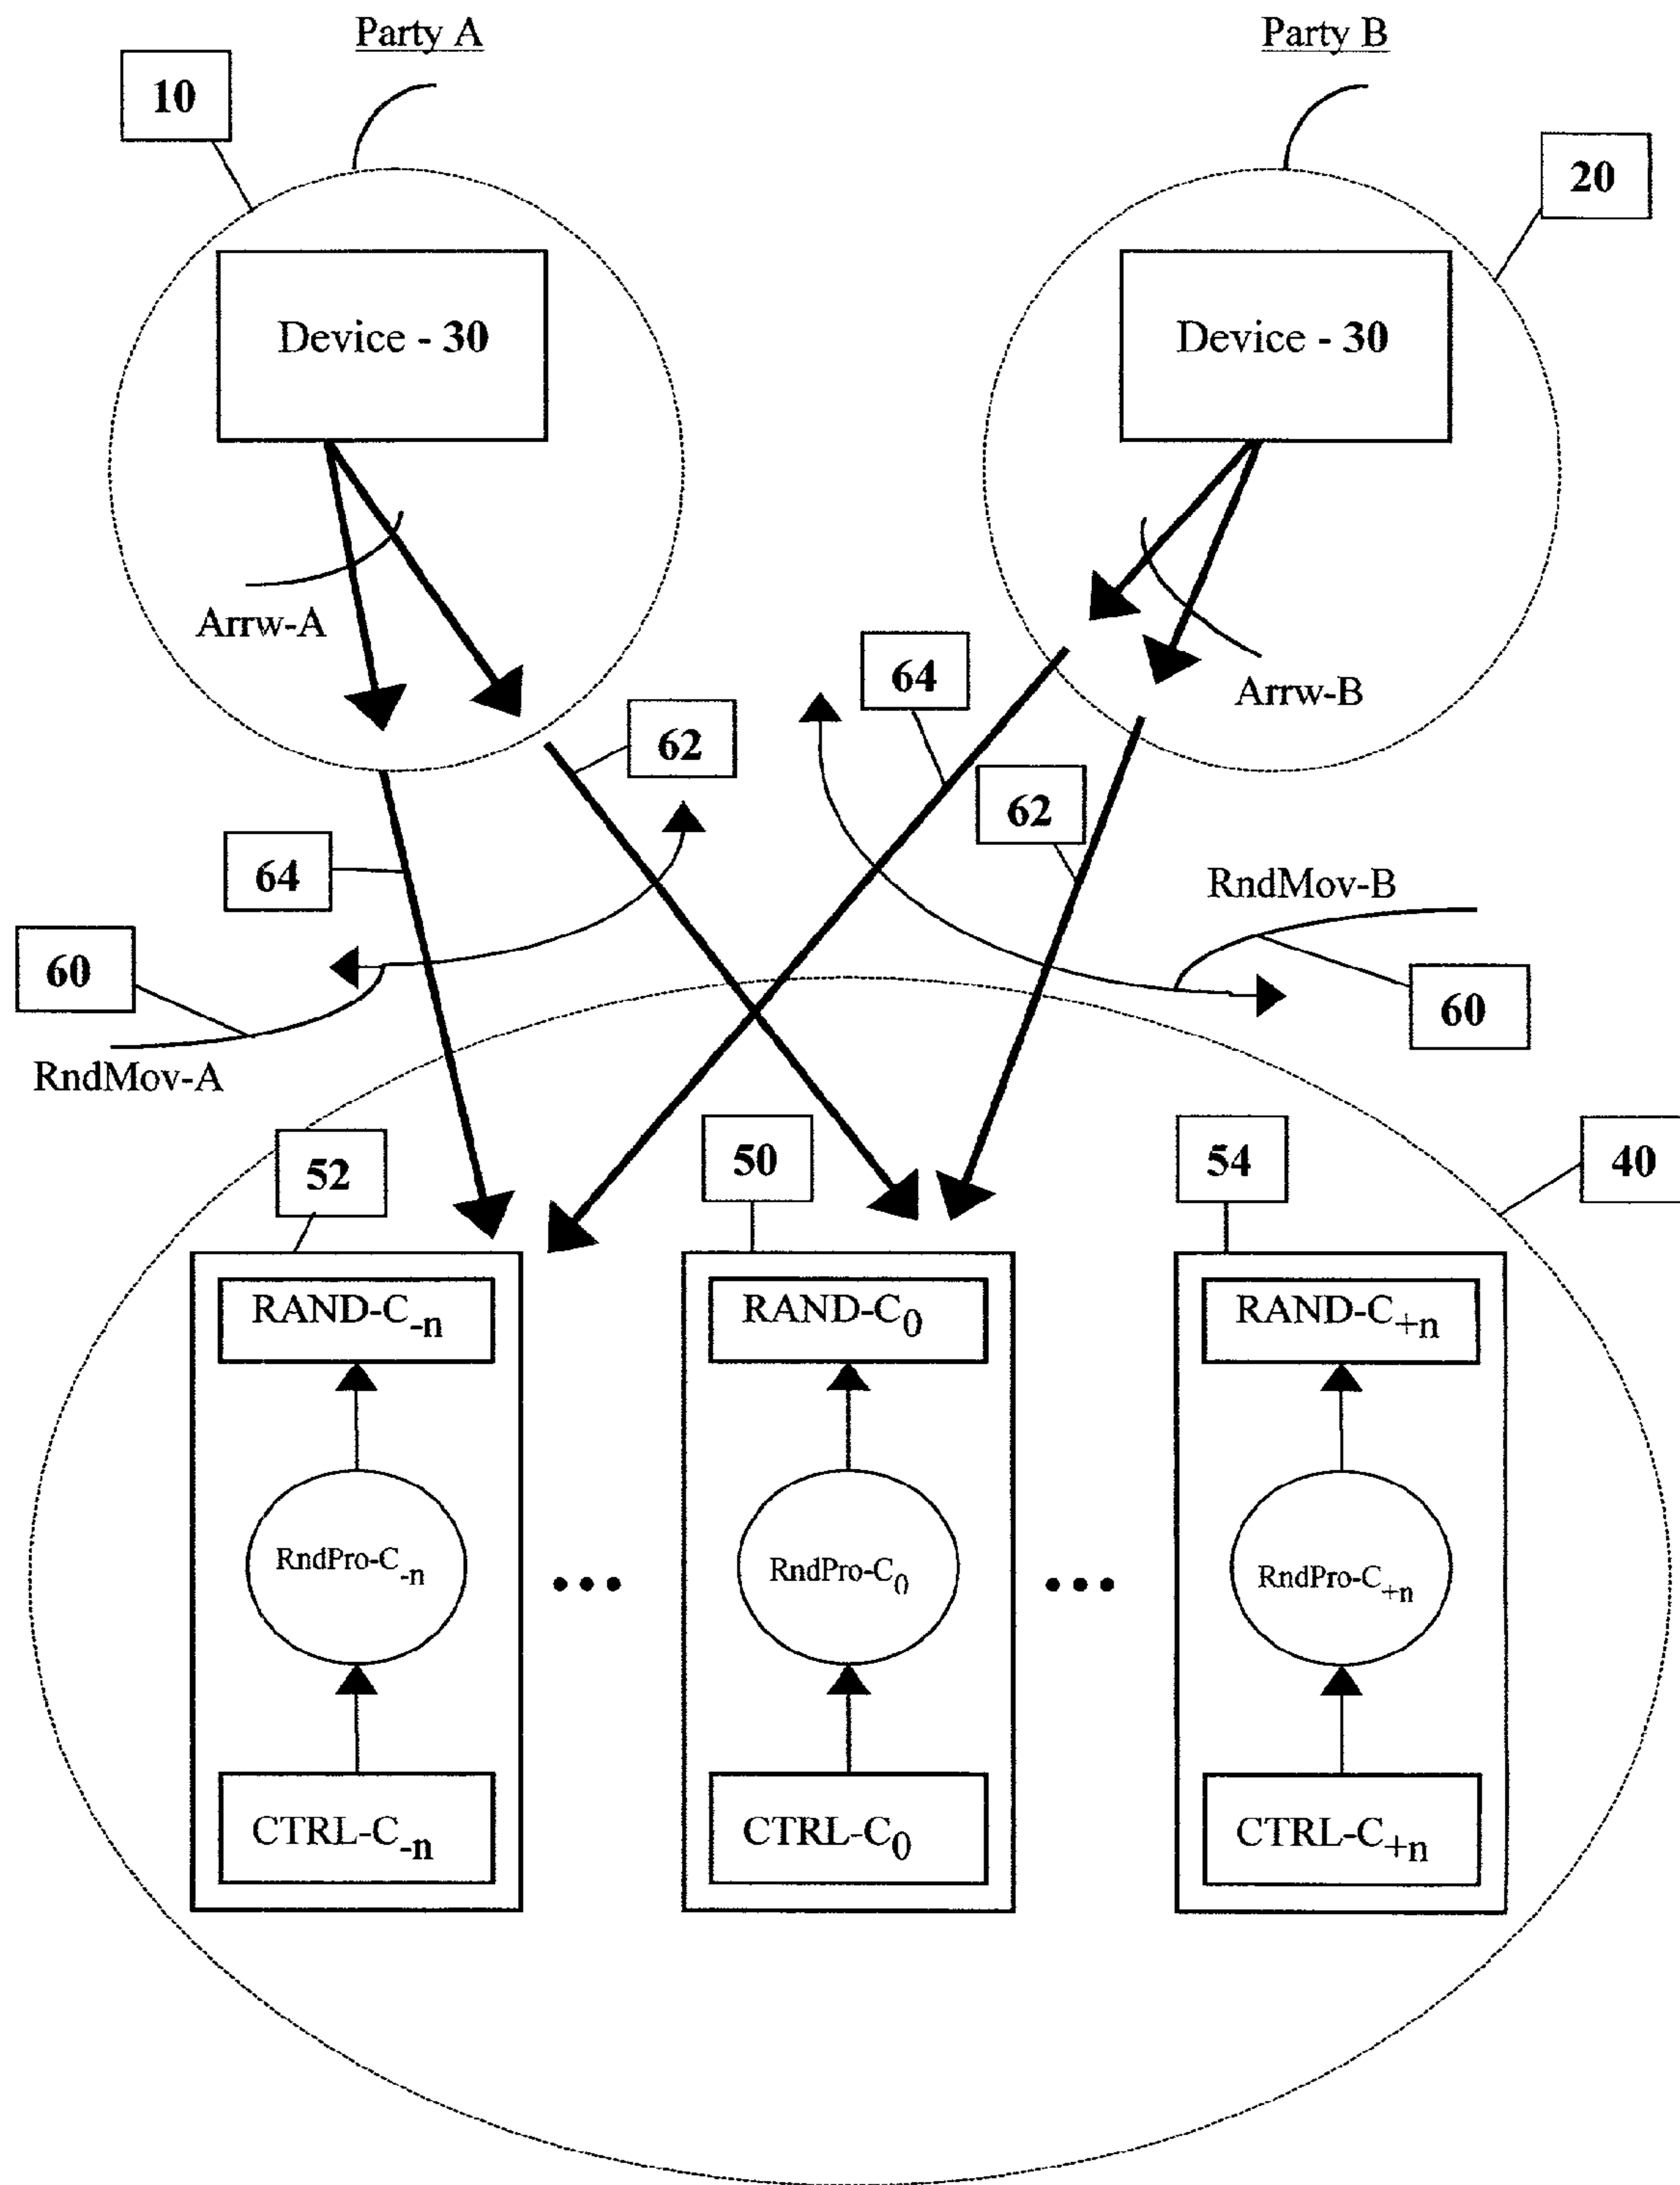 Party A
Party B
10
20
Device - 30
Device - 30
Arrw-A
Arrw-B
64
62
62
64
RndMov-B
60
60
RndMov-A
52
50
54
40
RAND-C-n
RAND-C0
RAND-C+n
RndPro-C-n
RndPro-C0
RndPro-C+n
CTRL-C-n
CTRL-C0
CTRL-C+n